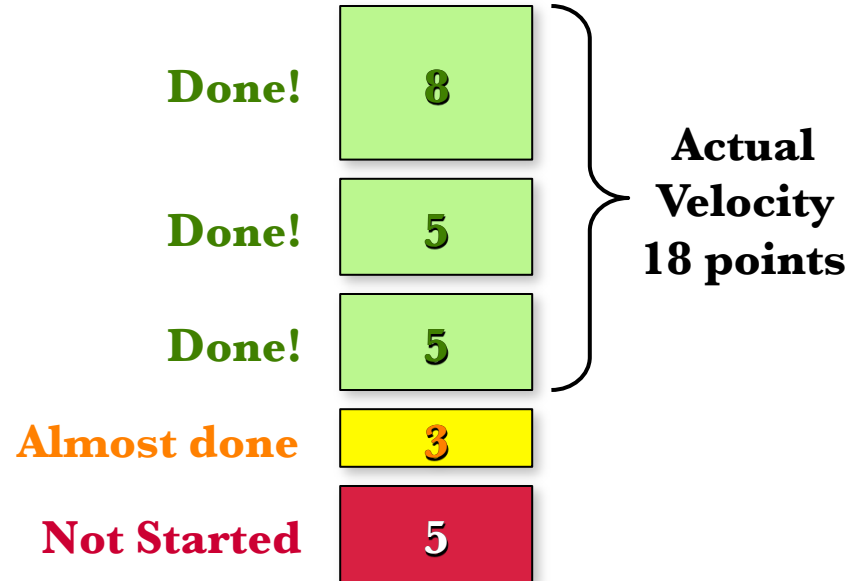 Done! 8
Done! 5
Done! 5
Almost done 3
Not Started 5
Actual
Velocity
18 points